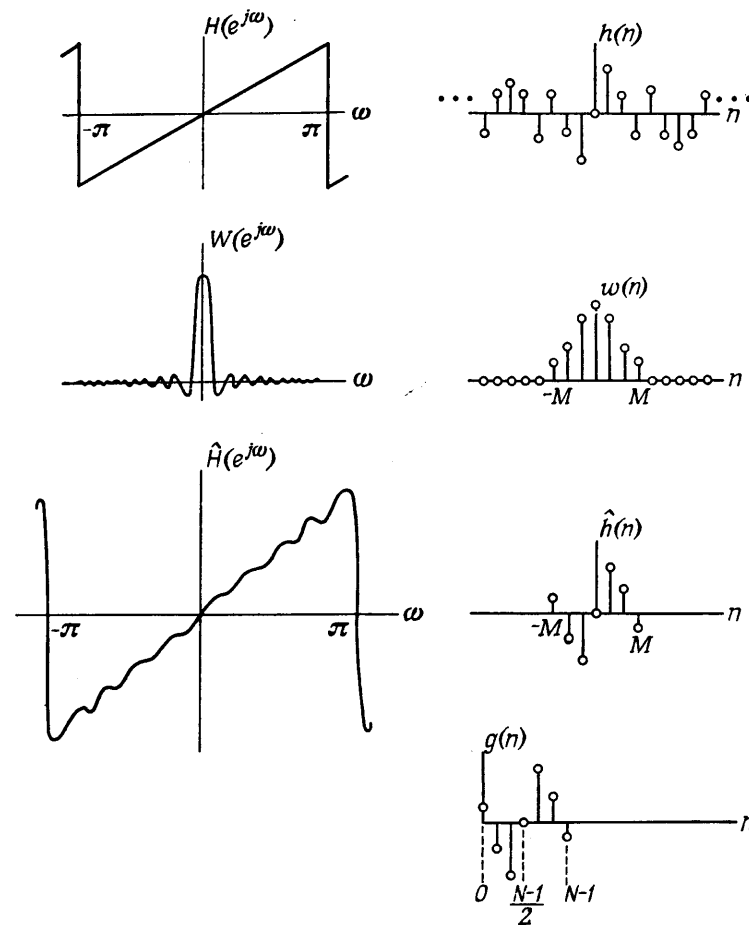 H(e^{jω})
-π
π
ω
h(n)
n
W(e^{jω})
ω
w(n)
-M
M
n
Ĥ(e^{jω})
-π
π
ω
ĥ(n)
-M
M
n
g(n)
n
0
N-1
2
N-1